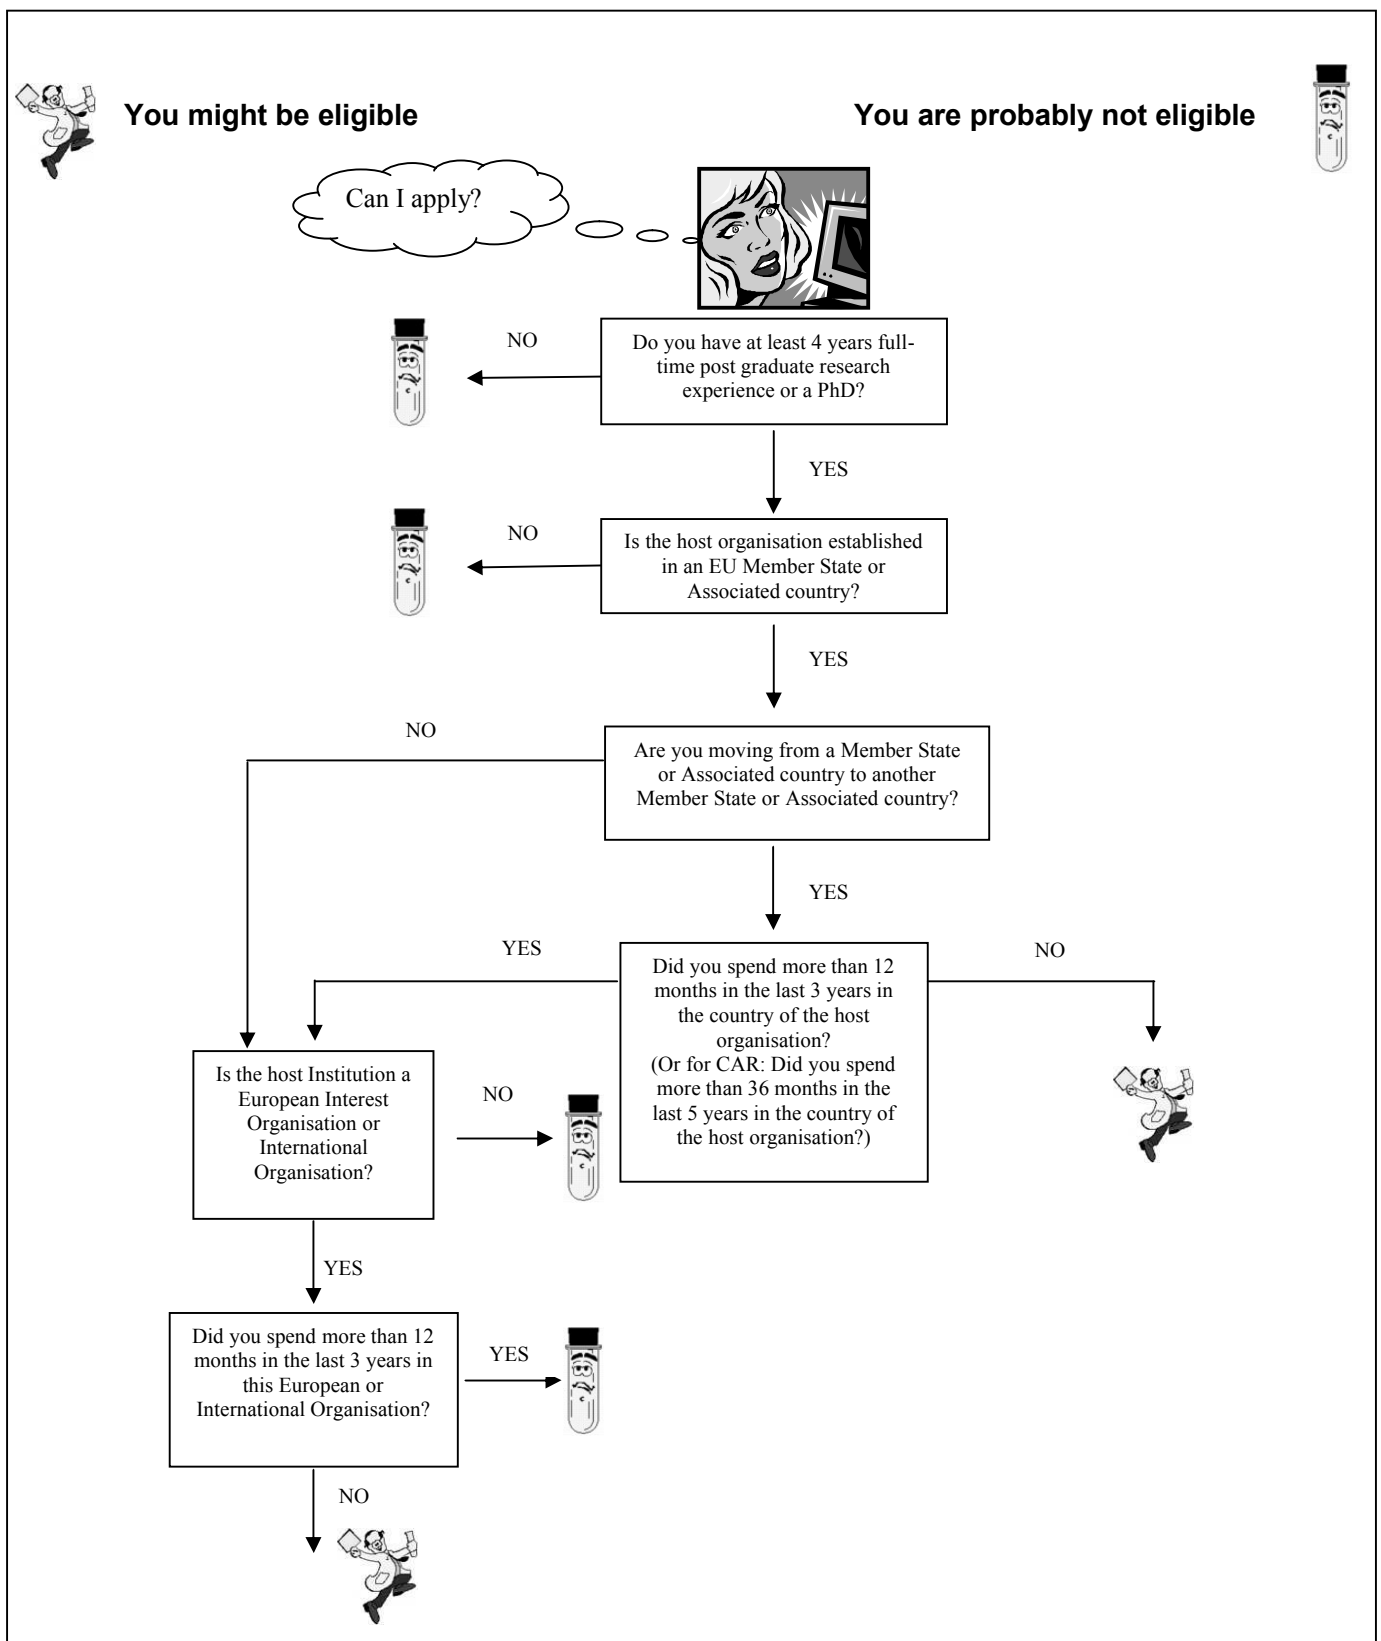 You might be eligible
You are probably not eligible
Can I apply?
NO
Do you have at least 4 years full-
time post graduate research
experience or a PhD?
YES
NO
Is the host organisation established
in an EU Member State or
Associated country?
YES
NO
Are you moving from a Member State
or Associated country to another
Member State or Associated country?
YES
YES
Did you spend more than 12
months in the last 3 years in
the country of the host
organisation?
(Or for CAR: Did you spend
more than 36 months in the
last 5 years in the country of
the host organisation?)
NO
Is the host Institution a
European Interest
Organisation or
International
Organisation?
NO
YES
Did you spend more than 12
months in the last 3 years in
this European or
International Organisation?
YES
NO